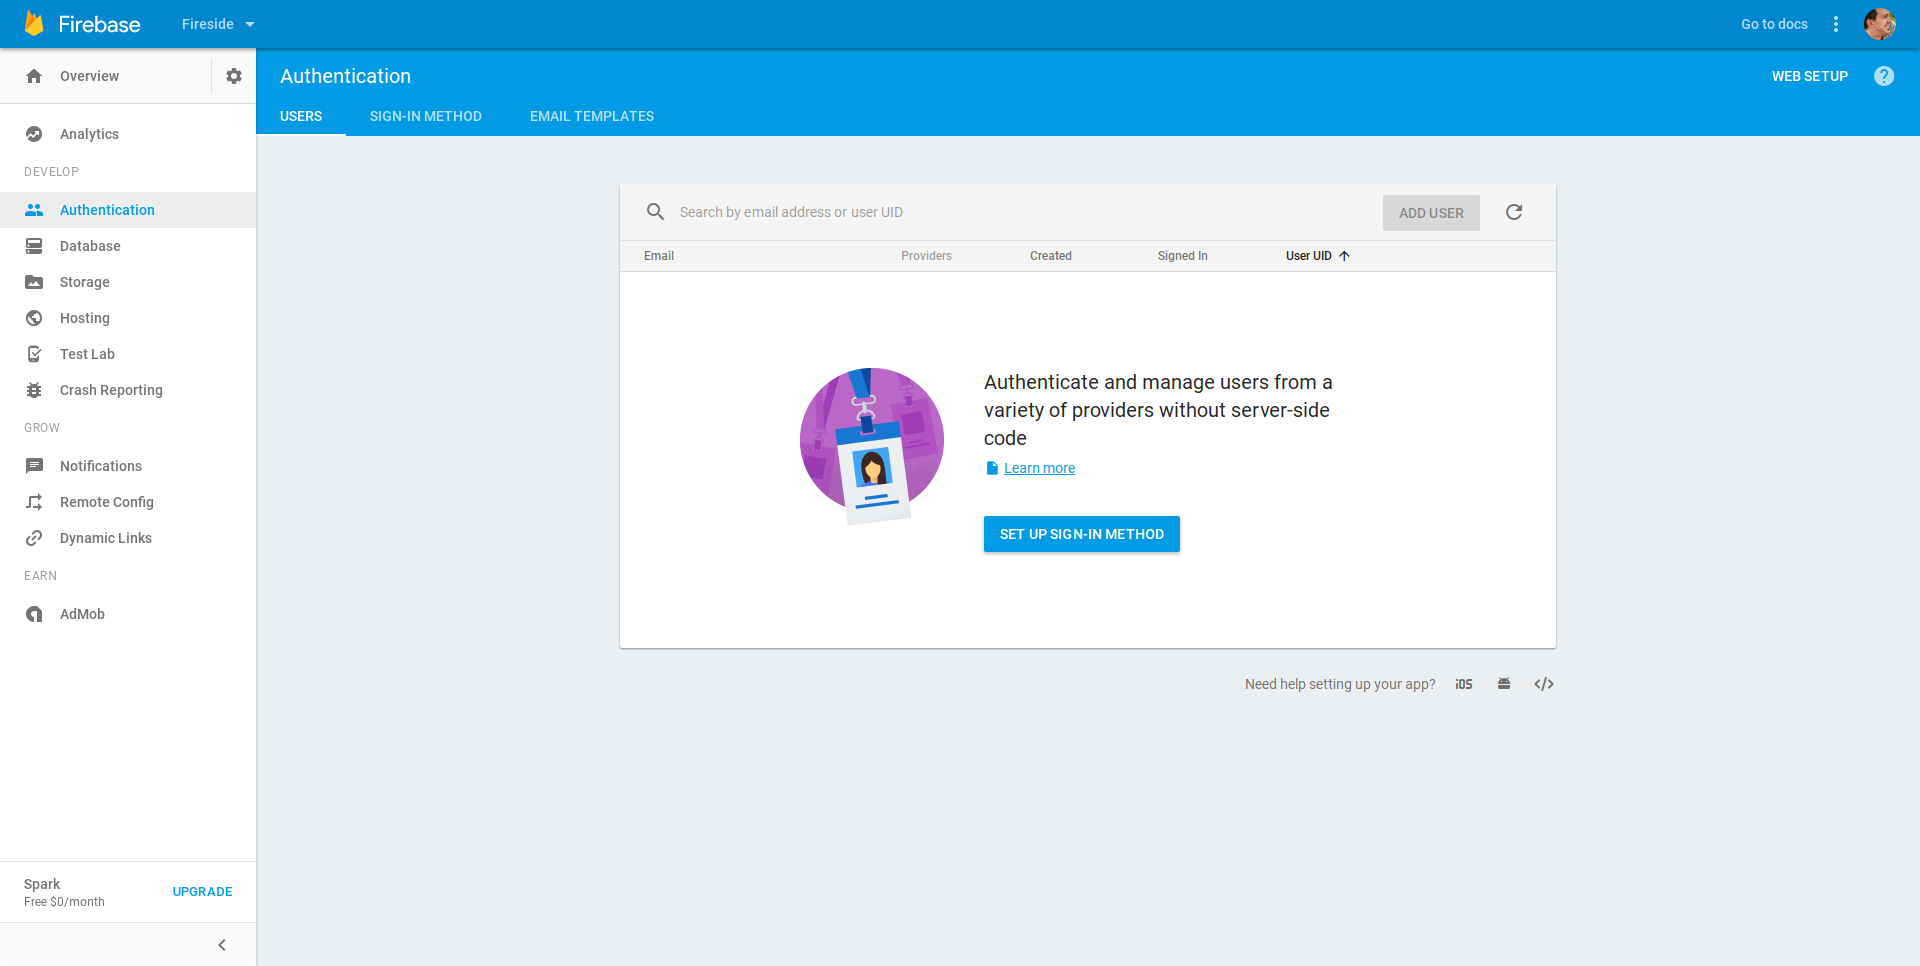 Firebase
Fireside
Go to docs
Overview
Authentication
WEB SETUP
USERS
SIGN-IN METHOD
EMAIL TEMPLATES
Analytics
DEVELOP
Authentication
Database
Storage
Hosting
Test Lab
Crash Reporting
GROW
Notifications
Remote Config
Dynamic Links
EARN
AdMob
Spark
Free $0/month
UPGRADE
Search by email address or user UID
ADD USER
Email
Providers
Created
Signed In
User UID
Authenticate and manage users from a
variety of providers without server-side
code
Learn more
SET UP SIGN-IN METHOD
Need help setting up your app?
iOS